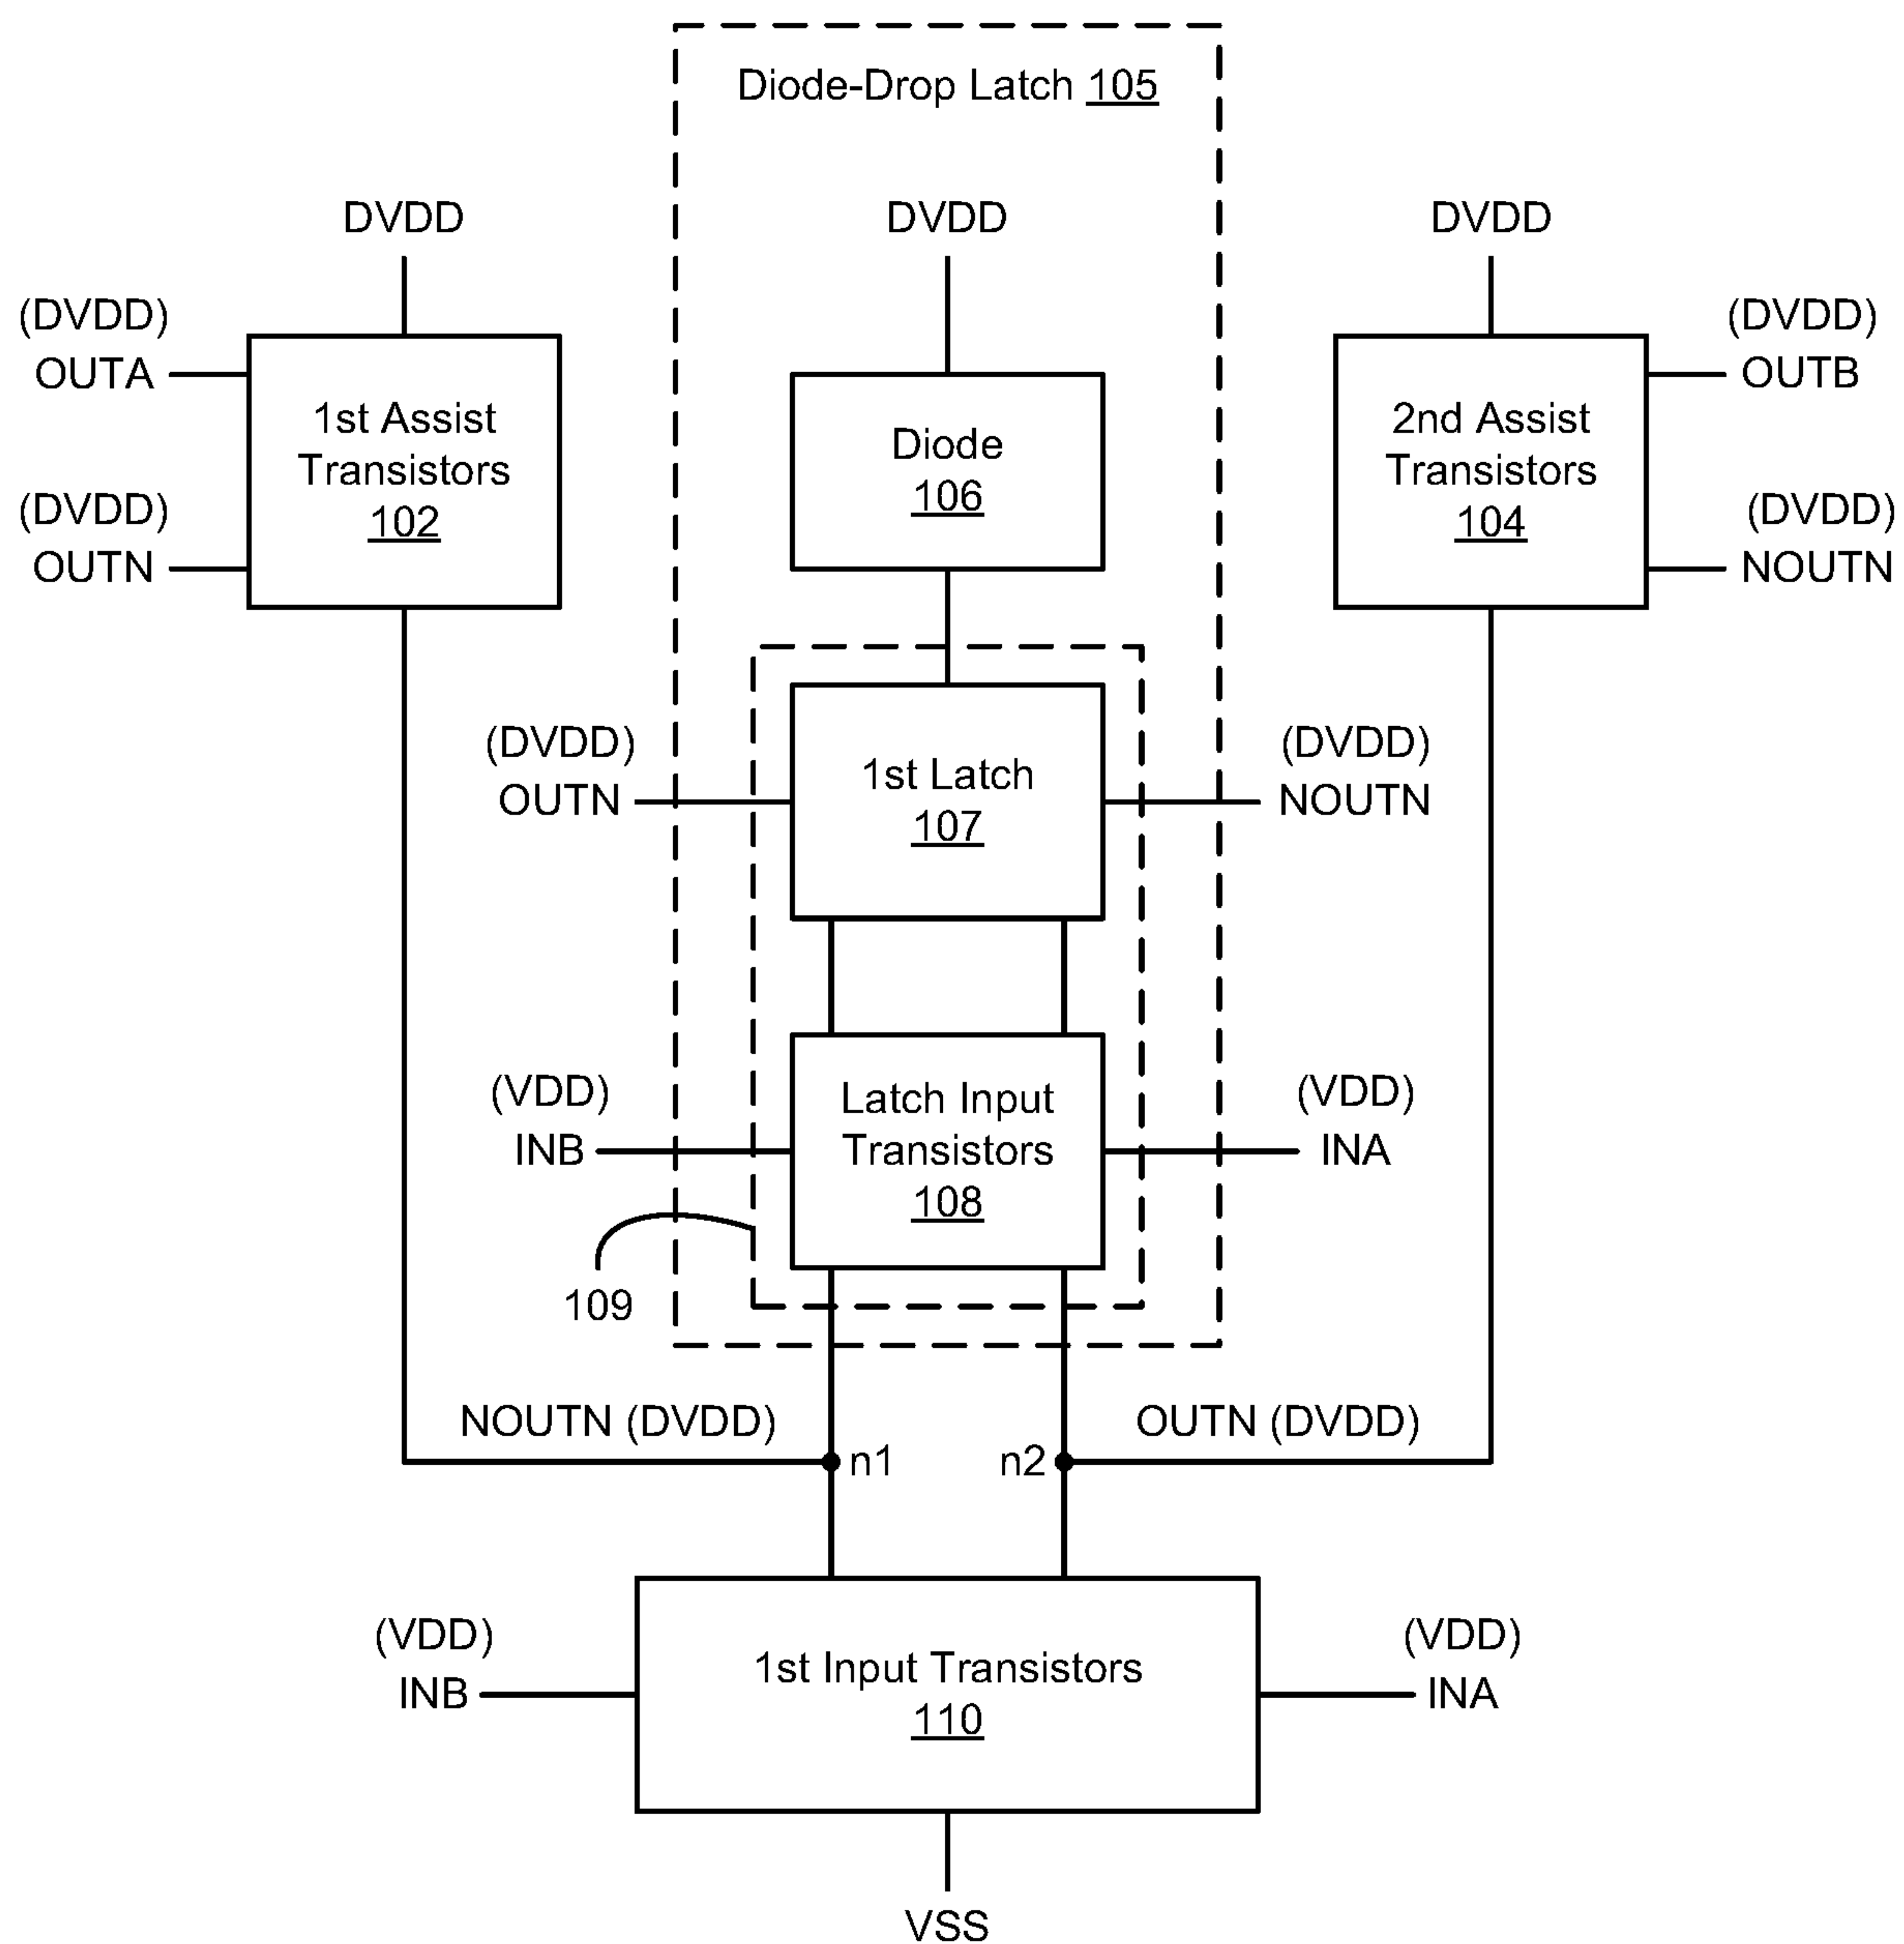 Diode-Drop Latch 105
DVDD
DVDD
DVDD
(DVDD)
OUTA
(DVDD)
OUTN
1st Assist
Transistors
102
Diode
106
2nd Assist
Transistors
104
(DVDD)
OUTB
(DVDD)
NOUTN
(DVDD)
OUTN
1st Latch
107
(DVDD)
NOUTN
(VDD)
INB
Latch Input
Transistors
108
(VDD)
INA
109
NOUTN (DVDD)
OUTN (DVDD)
n1
n2
(VDD)
INB
1st Input Transistors
110
(VDD)
INA
VSS